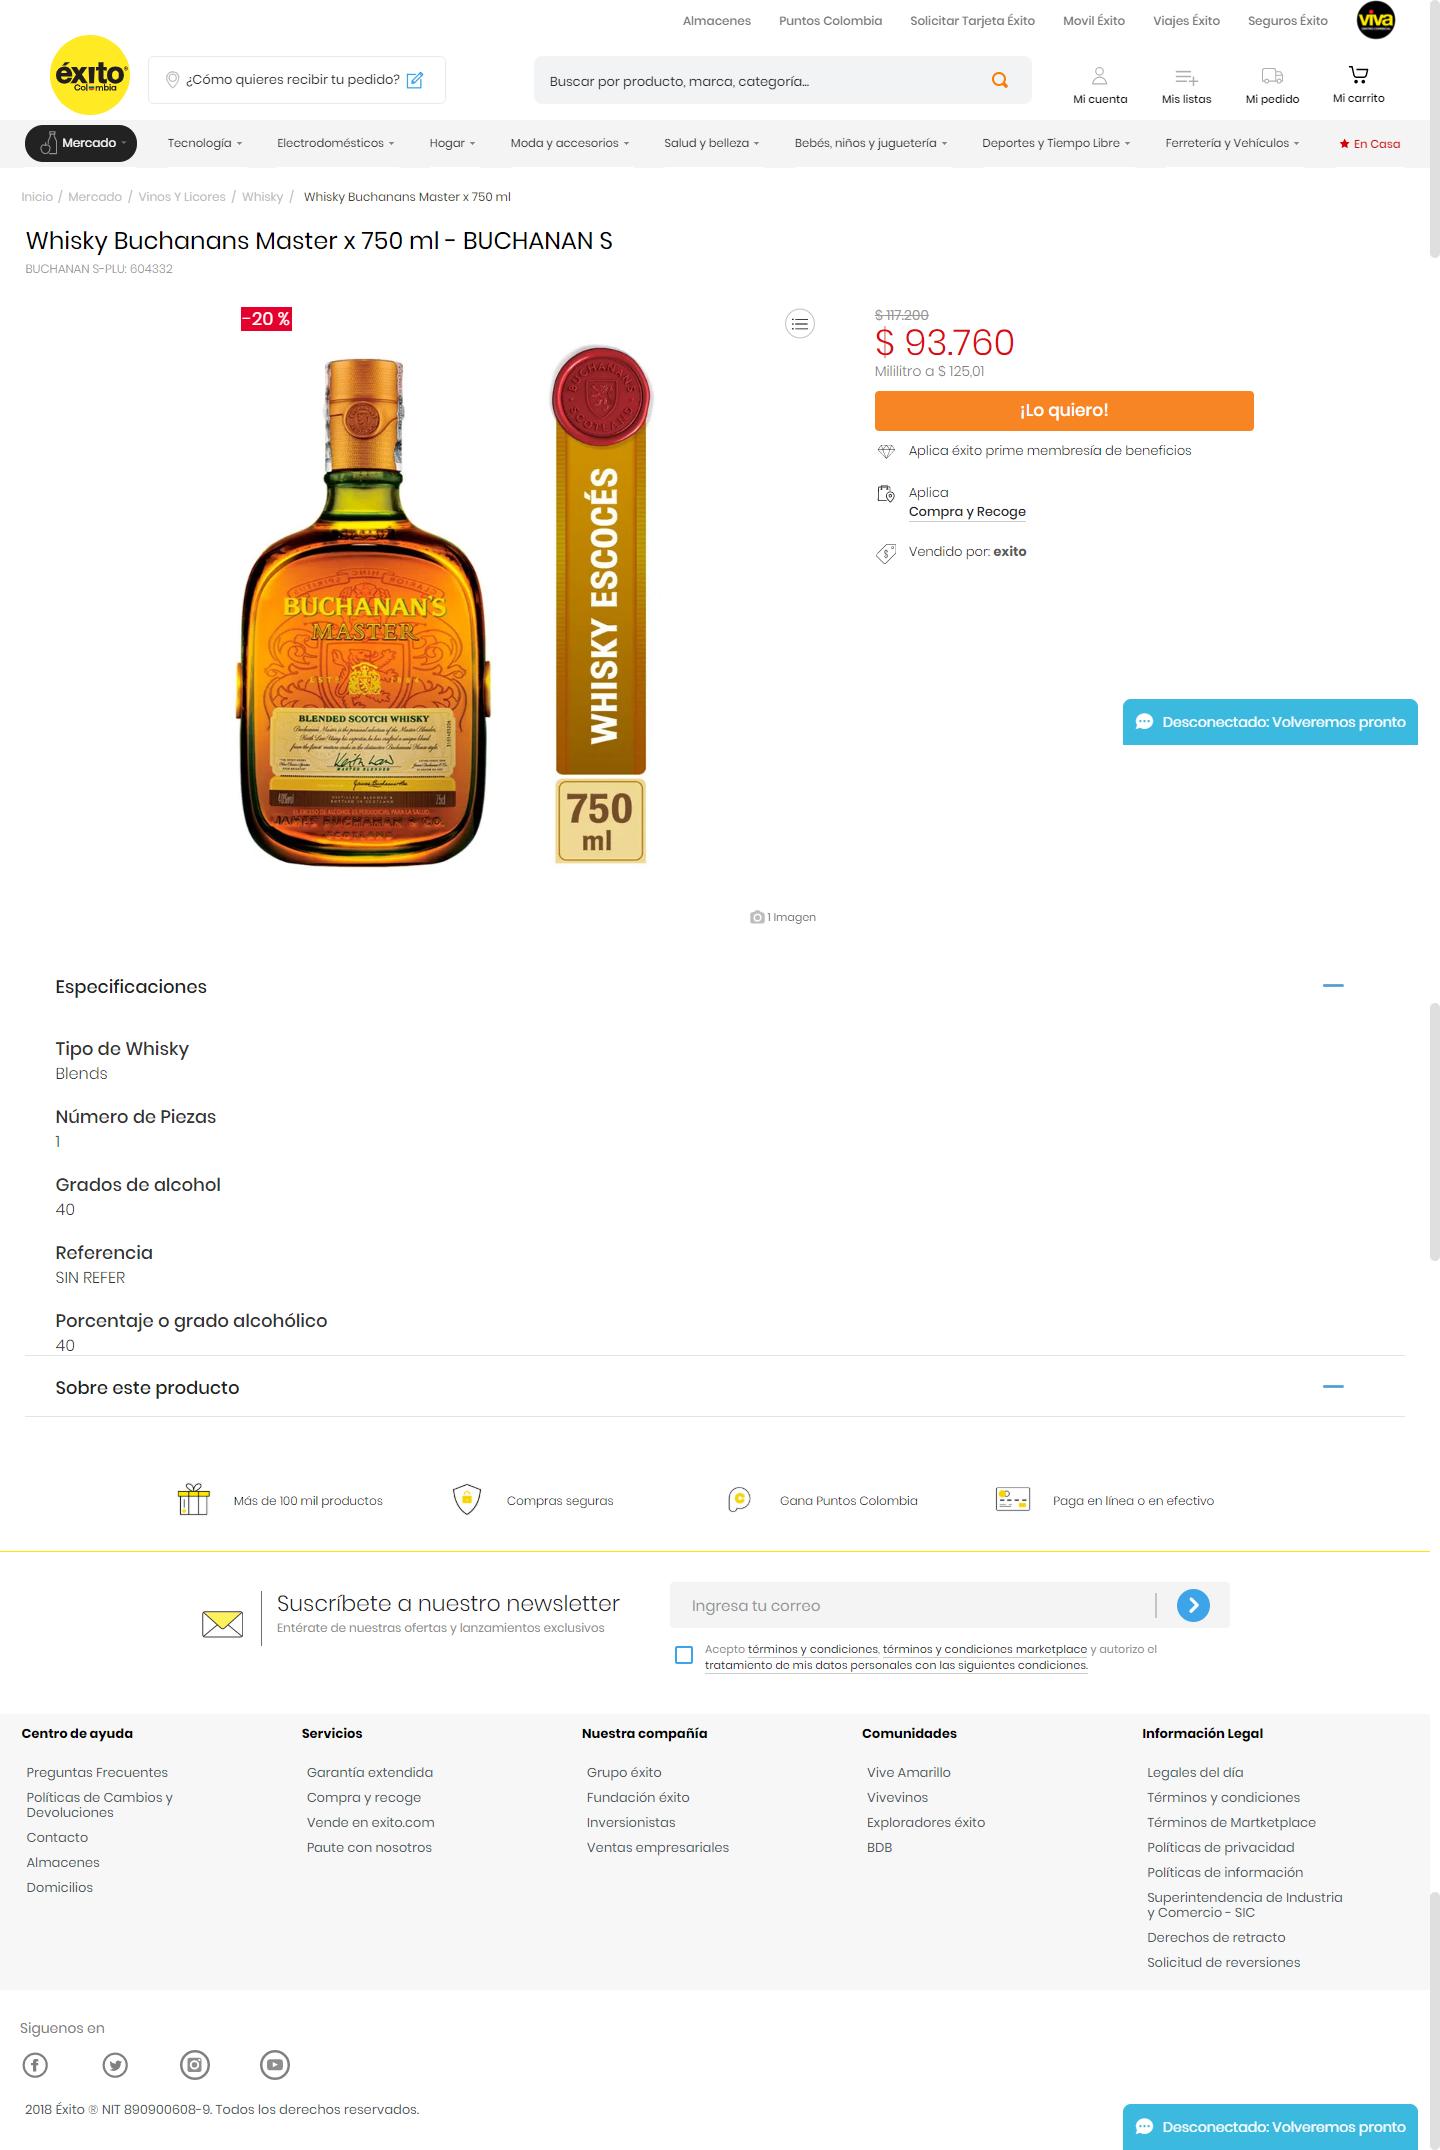 Almacenes Puntos Colombia Solicitar Tarjeta Éxito Movil Éxito Viajes Éxito Seguros Éxito viva
éxito
Colombia
¿Cómo quieres recibir tu pedido?
Buscar por producto, marca, categoría...
Mi cuenta Mis listas Mi pedido Mi carrito
Mercado Tecnología Electrodomésticos Hogar Moda y accesorios Salud y belleza Bebés, niños y juguetería Deportes y Tiempo Libre Ferretería y Vehículos En Casa
Inicio / Mercado / Vinos Y Licores / Whisky / Whisky Buchanans Master x 750 ml
Whisky Buchanans Master x 750 ml - BUCHANAN S
BUCHANAN S-PLU: 604332
-20 %
BUCHANAN'S
MASTER
BLENDED SCOTCH WHISKY
BUCHANAN'S
SCOTLAND
WHISKY ESCOCÉS
750
ml
$ 117.200
$ 93.760
Mililitro a $ 125,01
¡Lo quiero!
Aplica éxito prime membresía de beneficios
Aplica
Compra y Recoge
Vendido por: exito
Desconectado: Volveremos pronto
1 Imagen
Especificaciones
Tipo de Whisky
Blends
Número de Piezas
1
Grados de alcohol
40
Referencia
SIN REFER
Porcentaje o grado alcohólico
40
Sobre este producto
Más de 100 mil productos
Compras seguras
Gana Puntos Colombia
Paga en línea o en efectivo
Suscríbete a nuestro newsletter
Entérate de nuestras ofertas y lanzamientos exclusivos
Ingresa tu correo
Acepto términos y condiciones, términos y condiciones marketplace y autorizo el
tratamiento de mis datos personales con las siguientes condiciones.
Centro de ayuda
Preguntas Frecuentes
Políticas de Cambios y
Devoluciones
Contacto
Almacenes
Domicilios
Servicios
Garantía extendida
Compra y recoge
Vende en exito.com
Paute con nosotros
Nuestra compañía
Grupo éxito
Fundación éxito
Inversionistas
Ventas empresariales
Comunidades
Vive Amarillo
Vivevinos
Exploradores éxito
BDB
Información Legal
Legales del día
Términos y condiciones
Términos de Martketplace
Políticas de privacidad
Políticas de información
Superintendencia de Industria
y Comercio - SIC
Derechos de retracto
Solicitud de reversiones
Siguenos en
2018 Éxito ® NIT 890900608-9. Todos los derechos reservados.
Desconectado: Volveremos pronto